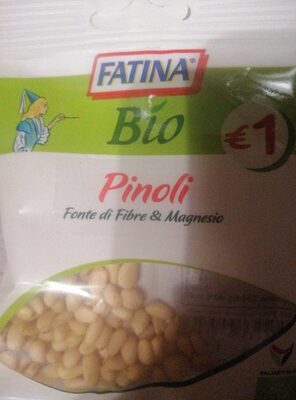 FATINA®
Bio
€1
Pinoli
Fonte di Fibre & Magnesio